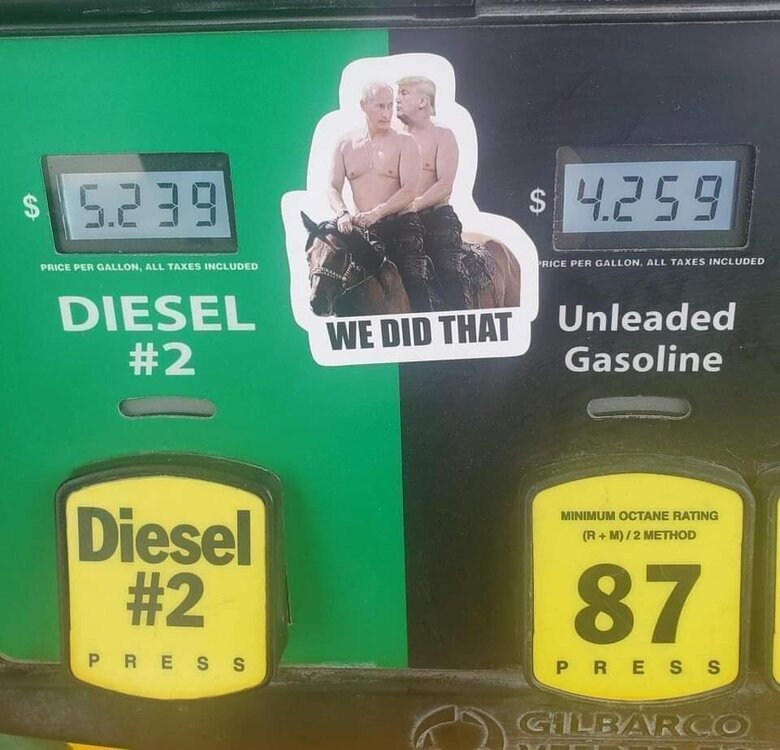 $ 5.239
PRICE PER GALLON, ALL TAXES INCLUDED
DIESEL
#2
WE DID THAT
$ 4.259
PRICE PER GALLON, ALL TAXES INCLUDED
Unleaded
Gasoline
Diesel
#2
PRESS
MINIMUM OCTANE RATING
(R + M) / 2 METHOD
87
PRESS
GILBARCO